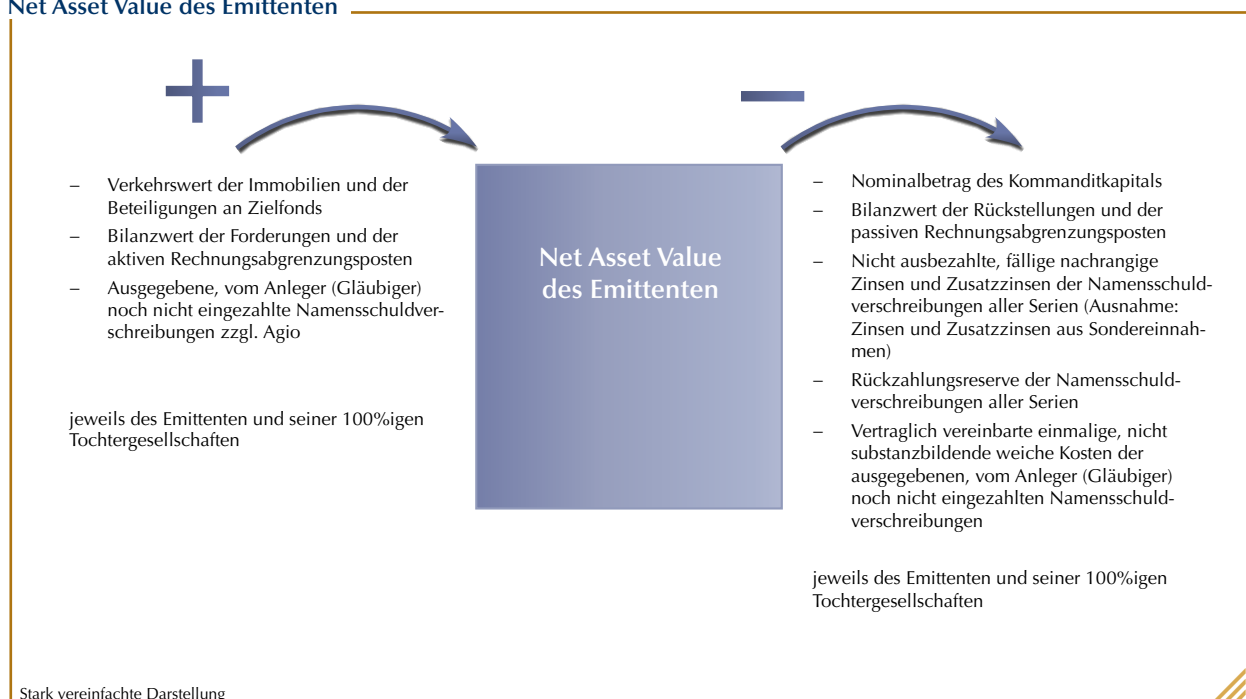 Net Asset Value des Emittenten
– Verkehrswert der Immobilien und der
Beteiligungen an Zielfonds
– Bilanzwert der Forderungen und der
aktiven Rechnungsabgrenzungsposten
– Ausgegebene, vom Anleger (Gläubiger)
noch nicht eingezahlte Namensschuldver-
schreibungen zzgl. Agio
jeweils des Emittenten und seiner 100%igen
Tochtergesellschaften
Net Asset Value
des Emittenten
– Nominalbetrag des Kommanditkapitals
– Bilanzwert der Rückstellungen und der
passiven Rechnungsabgrenzungsposten
– Nicht ausbezahlte, fällige nachrangige
Zinsen und Zusatzzinsen der Namensschuld-
verschreibungen aller Serien (Ausnahme:
Zinsen und Zusatzzinsen aus Sondereinnah-
men)
– Rückzahlungsreserve der Namensschuld-
verschreibungen aller Serien
– Vertraglich vereinbarte einmalige, nicht
substanzbildende weiche Kosten der
ausgegebenen, vom Anleger (Gläubiger)
noch nicht eingezahlten Namensschuld-
verschreibungen
jeweils des Emittenten und seiner 100%igen
Tochtergesellschaften
Stark vereinfachte Darstellung